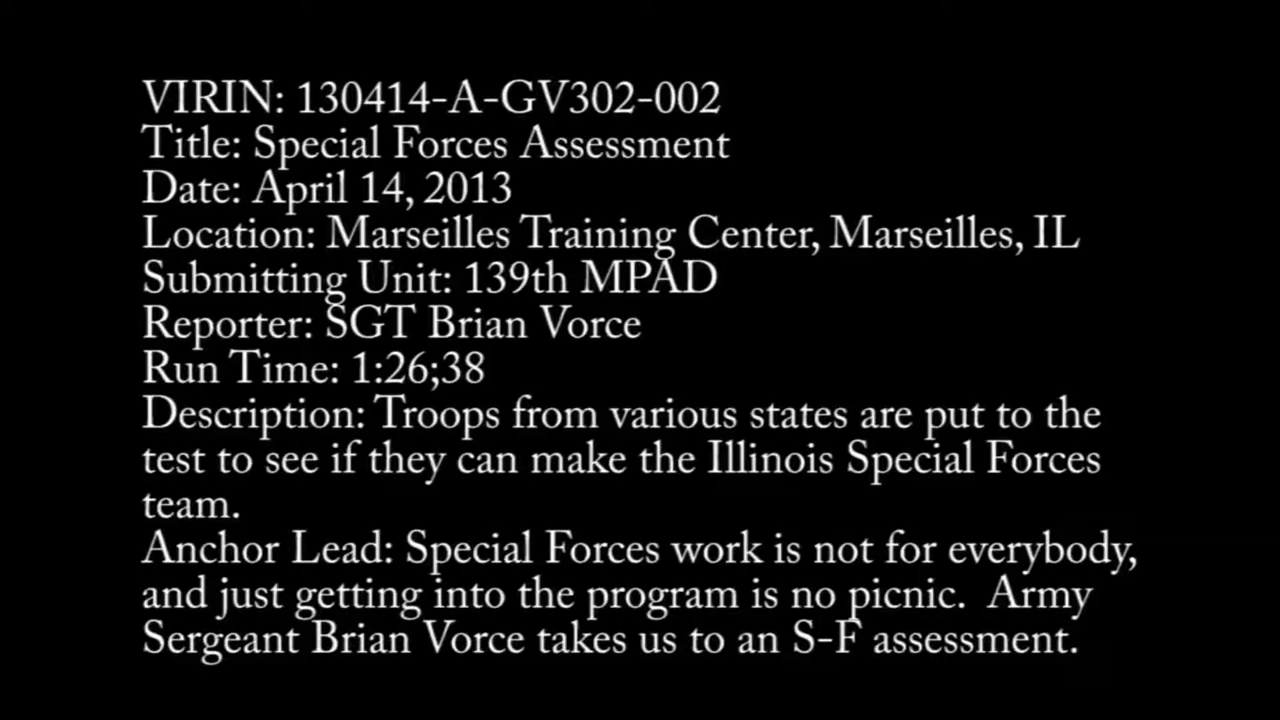 VIRIN: 130414-A-GV302-002
Title: Special Forces Assessment
Date: April 14, 2013
Location: Marseilles Training Center, Marseilles, IL
Submitting Unit: 139th MPAD
Reporter: SGT Brian Vorce
Run Time: 1:26;38
Description: Troops from various states are put to the
test to see if they can make the Illinois Special Forces
team.
Anchor Lead: Special Forces work is not for everybody,
and just getting into the program is no picnic.  Army
Sergeant Brian Vorce takes us to an S-F assessment.